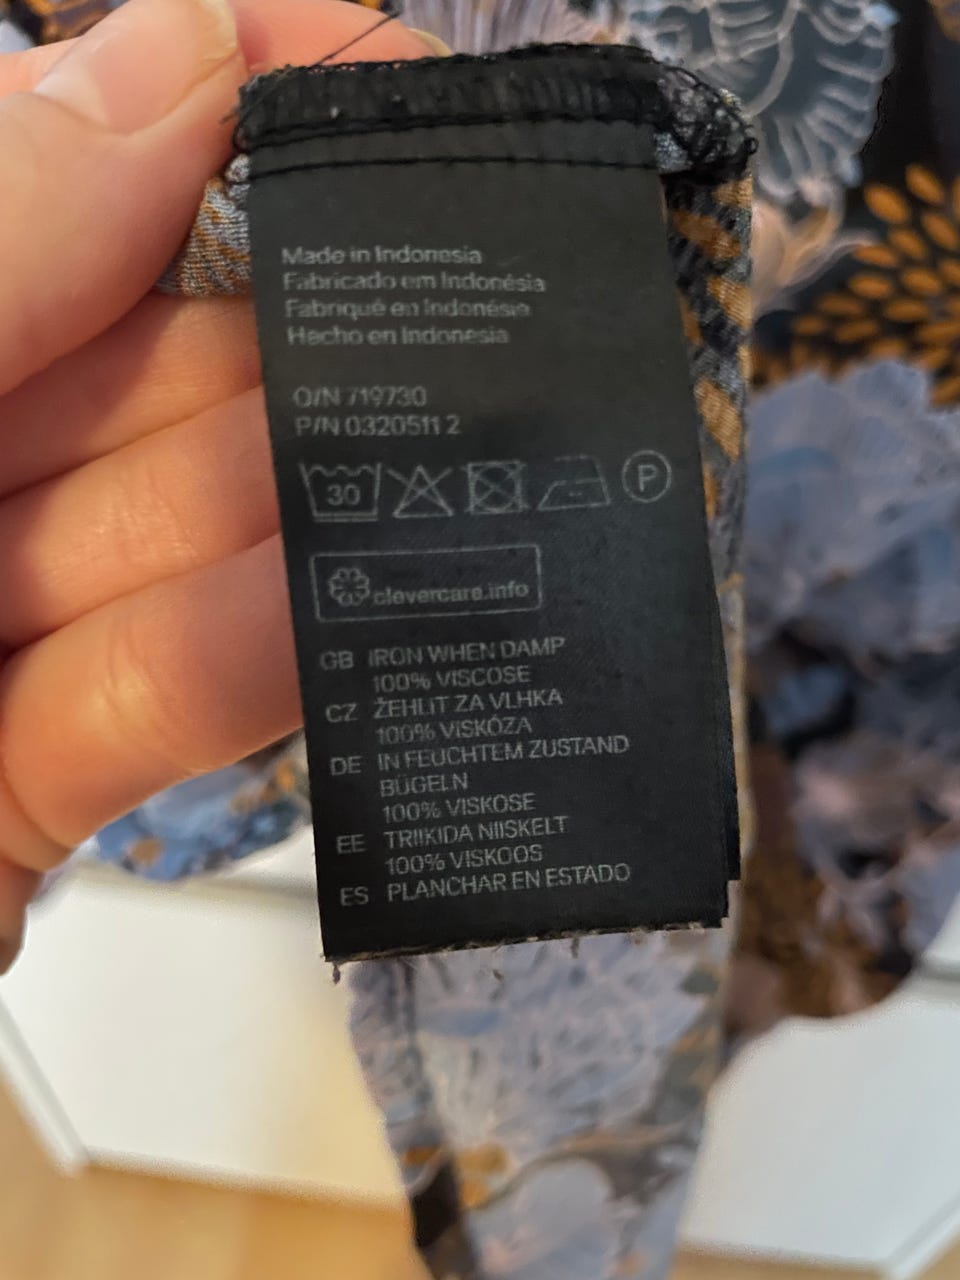 Made in Indonesia
Fabricado em Indonésia
Fabriqué en Indonésie
Hecho en Indonesia
O/N 719730
P/N 0320511 2
30 P
clevercare.info
GB IRON WHEN DAMP
100% VISCOSE
CZ ŽEHLIT ZA VLHKA
100% VISKÓZA
DE IN FEUCHTEM ZUSTAND
BÜGELN
100% VISKOSE
EE TRIIKIDA NIISKELT
100% VISKOOS
ES PLANCHAR EN ESTADO